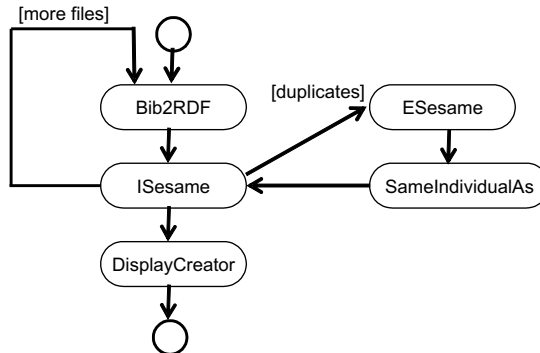 [more files]
Bib2RDF
[duplicates]
ESesame
ISesame
SameIndividualAs
DisplayCreator